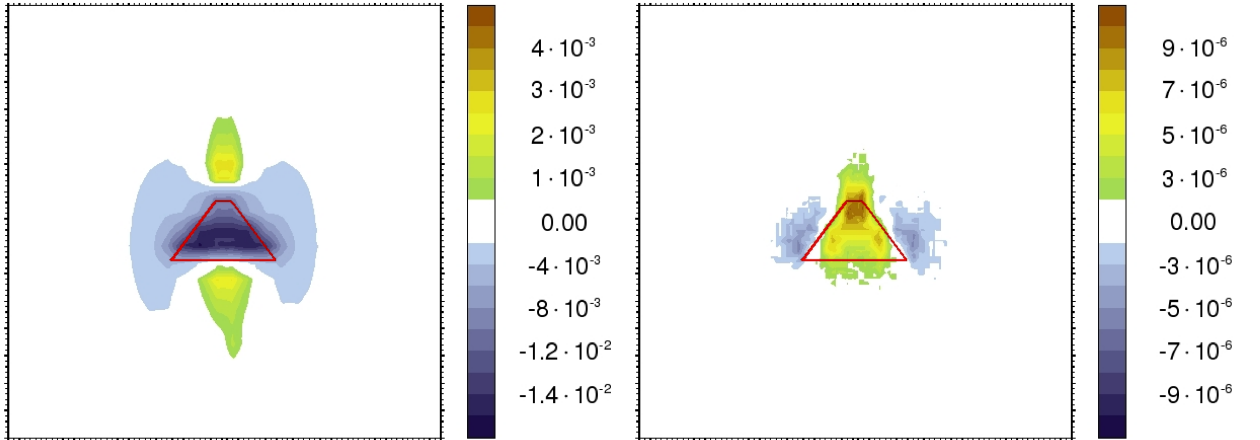 4 · 10⁻³
3 · 10⁻³
2 · 10⁻³
1 · 10⁻³
0.00
-4 · 10⁻³
-8 · 10⁻³
-1.2 · 10⁻²
-1.4 · 10⁻²
9 · 10⁻⁶
7 · 10⁻⁶
5 · 10⁻⁶
3 · 10⁻⁶
0.00
-3 · 10⁻⁶
-5 · 10⁻⁶
-7 · 10⁻⁶
-9 · 10⁻⁶